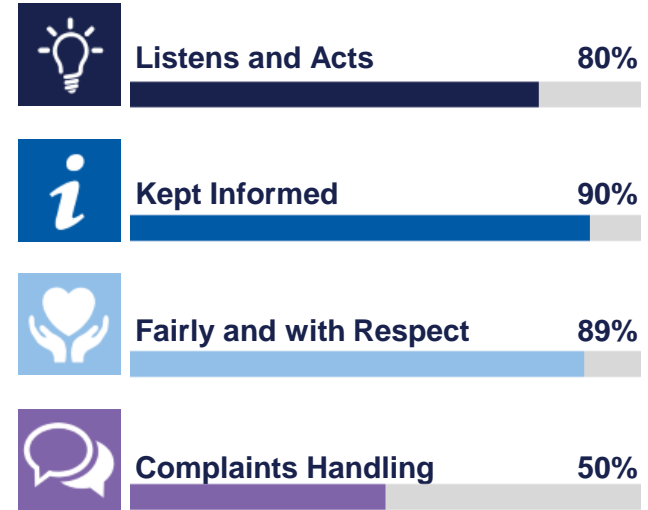 Listens and Acts 80%
Kept Informed 90%
Fairly and with Respect 89%
Complaints Handling 50%